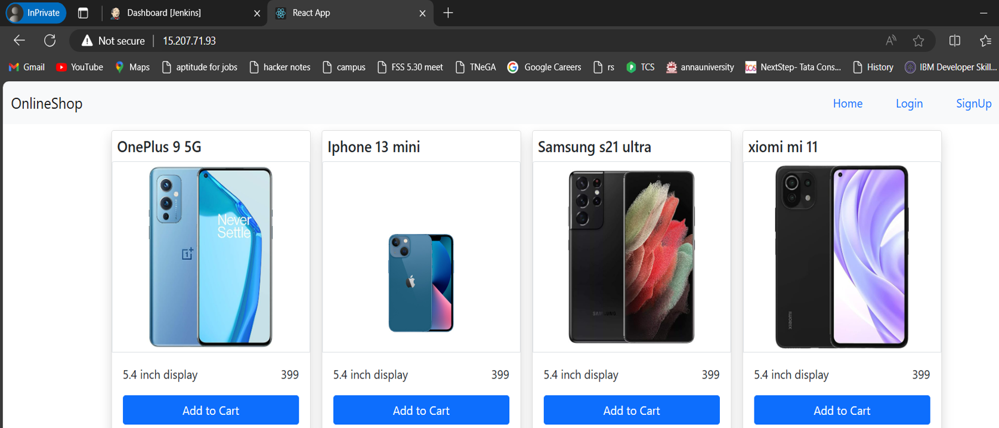 InPrivate
Dashboard [Jenkins]
React App
Not secure
15.207.71.93
Gmail
YouTube
Maps
aptitude for jobs
hacker notes
campus
FSS 5.30 meet
TNeGA
Google Careers
rs
TCS
annauniversity
tcs
NextStep- Tata Cons...
History
IBM Developer Skill...
OnlineShop
Home
Login
SignUp
OnePlus 9 5G
Iphone 13 mini
Samsung s21 ultra
xiomi mi 11
Never
Settle
SAMSUNG
XIAOMI
5.4 inch display 399
5.4 inch display 399
5.4 inch display 399
5.4 inch display 399
Add to Cart
Add to Cart
Add to Cart
Add to Cart